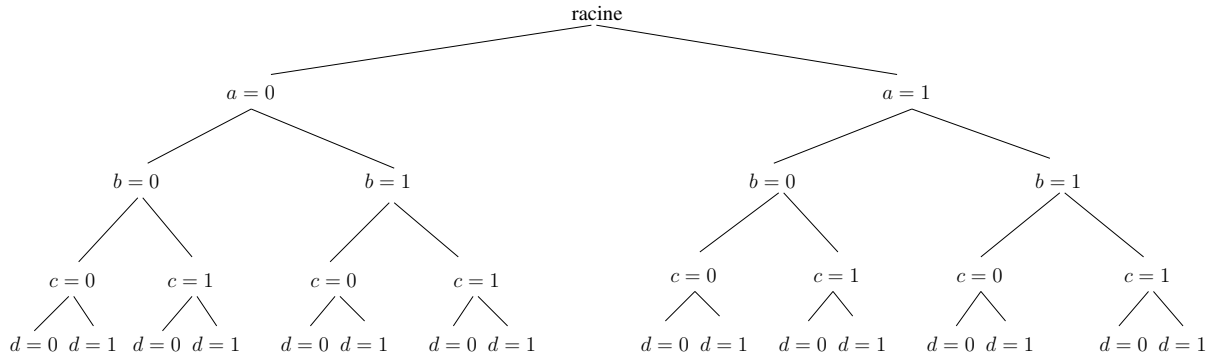 racine
a = 0 a = 1
b = 0 b = 1 b = 0 b = 1
c = 0 c = 1 c = 0 c = 1 c = 0 c = 1 c = 0 c = 1
d = 0 d = 1 d = 0 d = 1 d = 0 d = 1 d = 0 d = 1 d = 0 d = 1 d = 0 d = 1 d = 0 d = 1 d = 0 d = 1